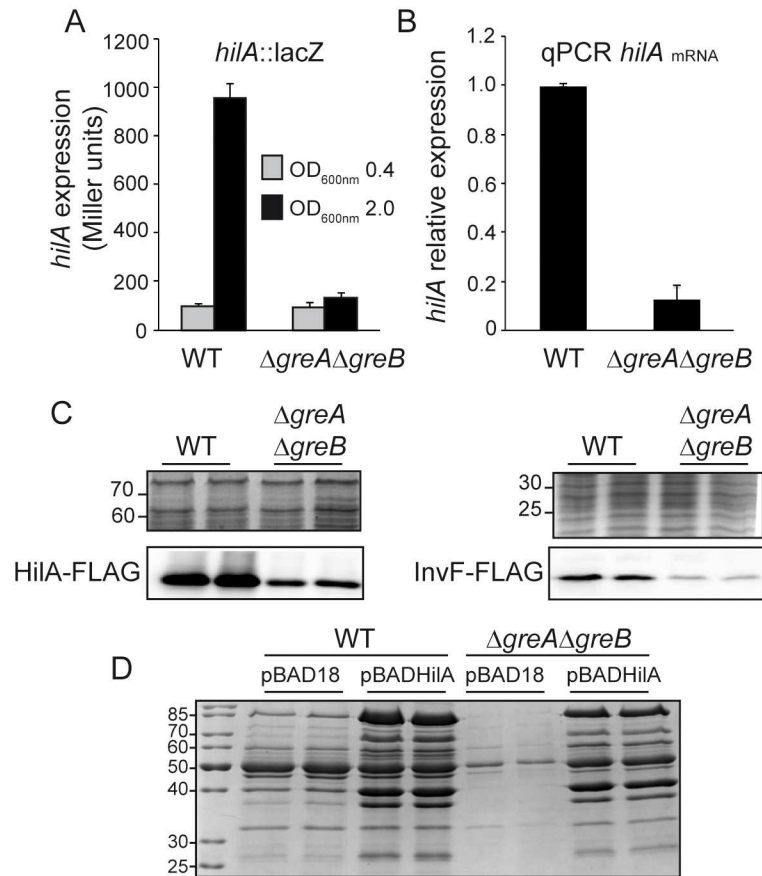 A
hilA::lacZ
hilA expression
(Miller units)
1200
1000
800
600
400
200
0
OD600nm 0.4
OD600nm 2.0
WT
ΔgreAΔgreB
B
qPCR hilA mRNA
hilA relative expression
1.2
1.0
0.8
0.6
0.4
0.2
0
WT
ΔgreAΔgreB
C
WT
ΔgreA
ΔgreB
70
60
HilA-FLAG
WT
ΔgreA
ΔgreB
30
25
InvF-FLAG
D
WT
ΔgreAΔgreB
pBAD18
pBADHilA
pBAD18
pBADHilA
85
70
60
50
40
30
25